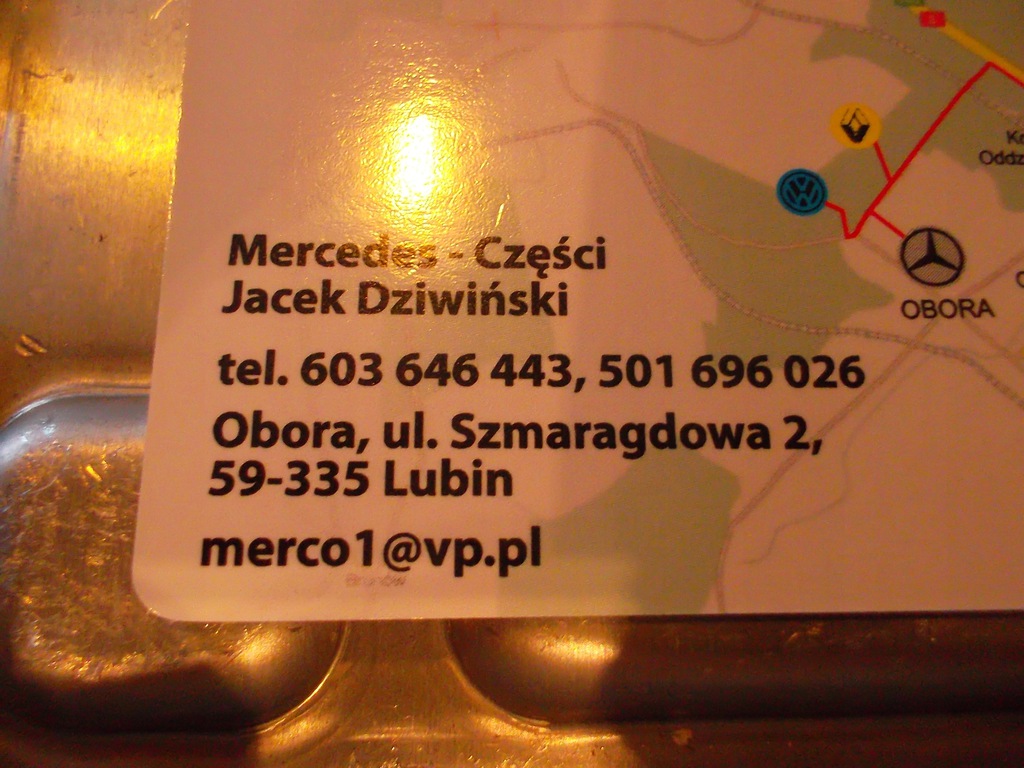 Mercedes - Części
Jacek Dziwiński
tel. 603 646 443, 501 696 026
Obora, ul. Szmaragdowa 2,
59-335 Lubin
merco1@vp.pl
Brunów
OBORA